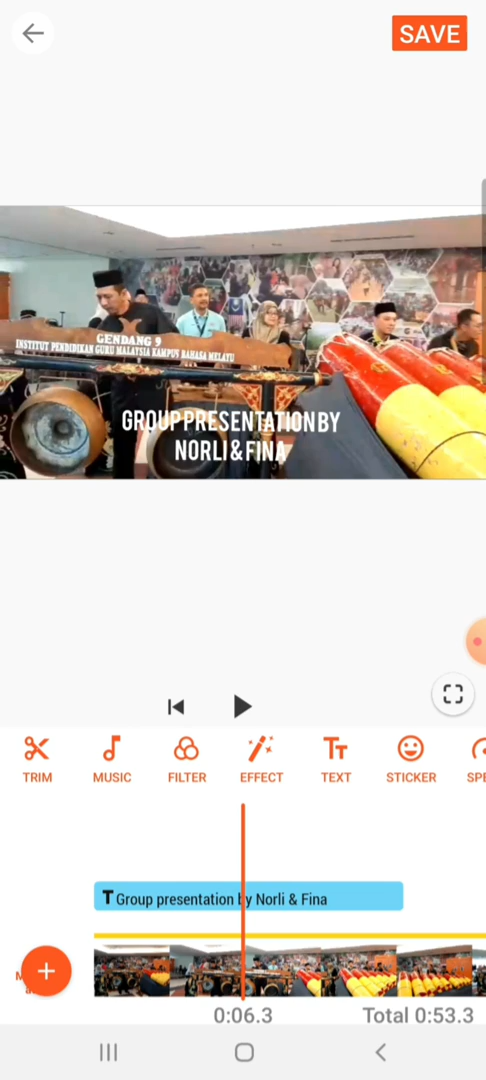 SAVE
GENDANG 9
INSTITUT PENDIDIKAN GURU MALAYSIA KAMPUS BAHASA MELAYU
GROUP PRESENTATION BY
NORLI & FINA
TRIM
MUSIC
FILTER
EFFECT
TEXT
STICKER
SPE
Group presentation by Norli & Fina
0:06.3
Total 0:53.3